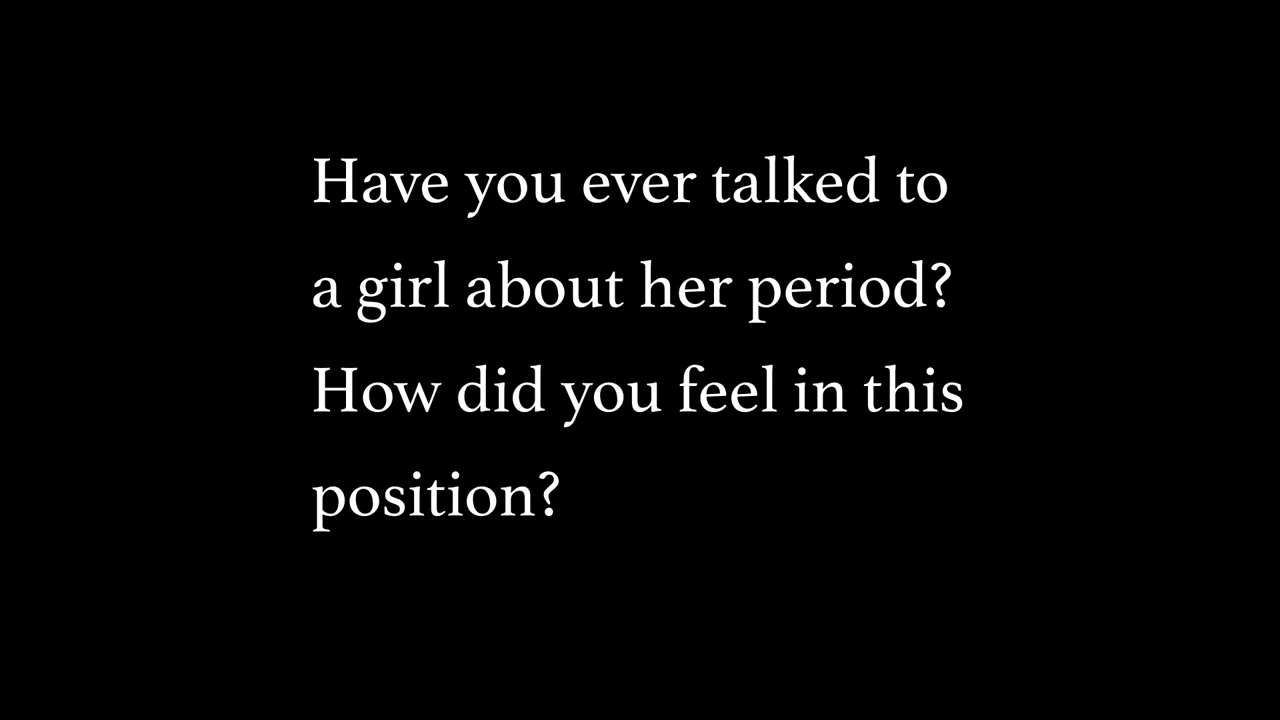 Have you ever talked to
a girl about her period?
How did you feel in this
position?